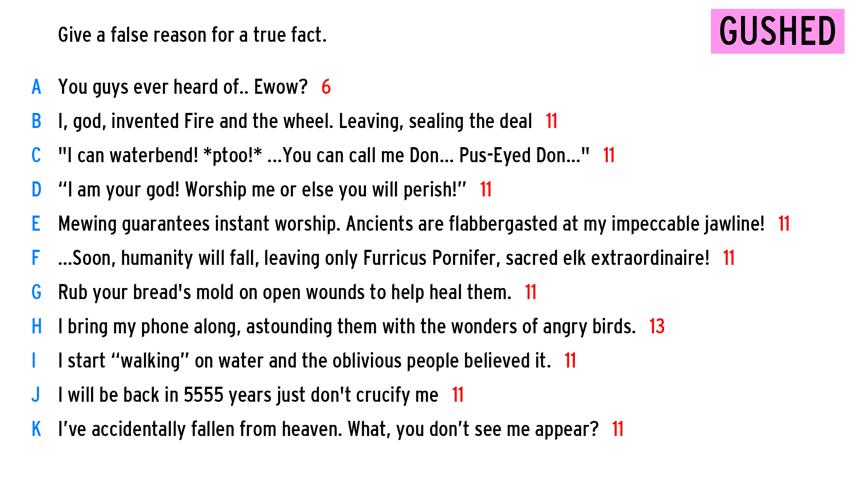 Give a false reason for a true fact.
GUSHED
A You guys ever heard of.. Ewow? 6
B I, god, invented Fire and the wheel. Leaving, sealing the deal 11
C "I can waterbend! *ptoo!* ...You can call me Don... Pus-Eyed Don..." 11
D “I am your god! Worship me or else you will perish!” 11
E Mewing guarantees instant worship. Ancients are flabbergasted at my impeccable jawline! 11
F ...Soon, humanity will fall, leaving only Furricus Pornifer, sacred elk extraordinaire! 11
G Rub your bread's mold on open wounds to help heal them. 11
H I bring my phone along, astounding them with the wonders of angry birds. 13
I I start “walking” on water and the oblivious people believed it. 11
J I will be back in 5555 years just don't crucify me 11
K I’ve accidentally fallen from heaven. What, you don’t see me appear? 11